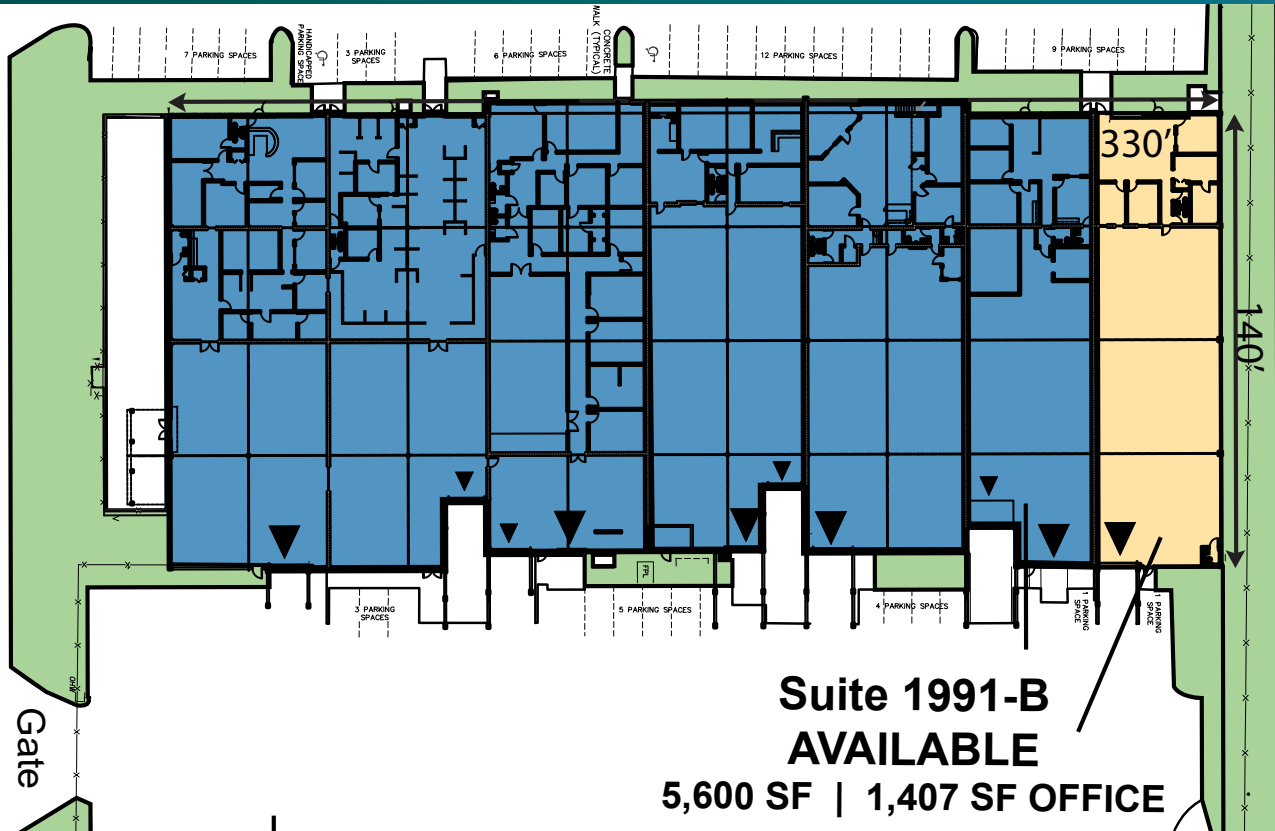 7 PARKING SPACES
HANDICAPPED
PARKING SPACE
3 PARKING
SPACES
6 PARKING SPACES
CONCRETE
WALK (TYPICAL)
12 PARKING SPACES
9 PARKING SPACES
330'
140'
FPL
3 PARKING
SPACES
5 PARKING SPACES
4 PARKING SPACES
1 PARKING
SPACE
1 PARKING
SPACE
OHW
Gate
Suite 1991-B
AVAILABLE
5,600 SF | 1,407 SF OFFICE